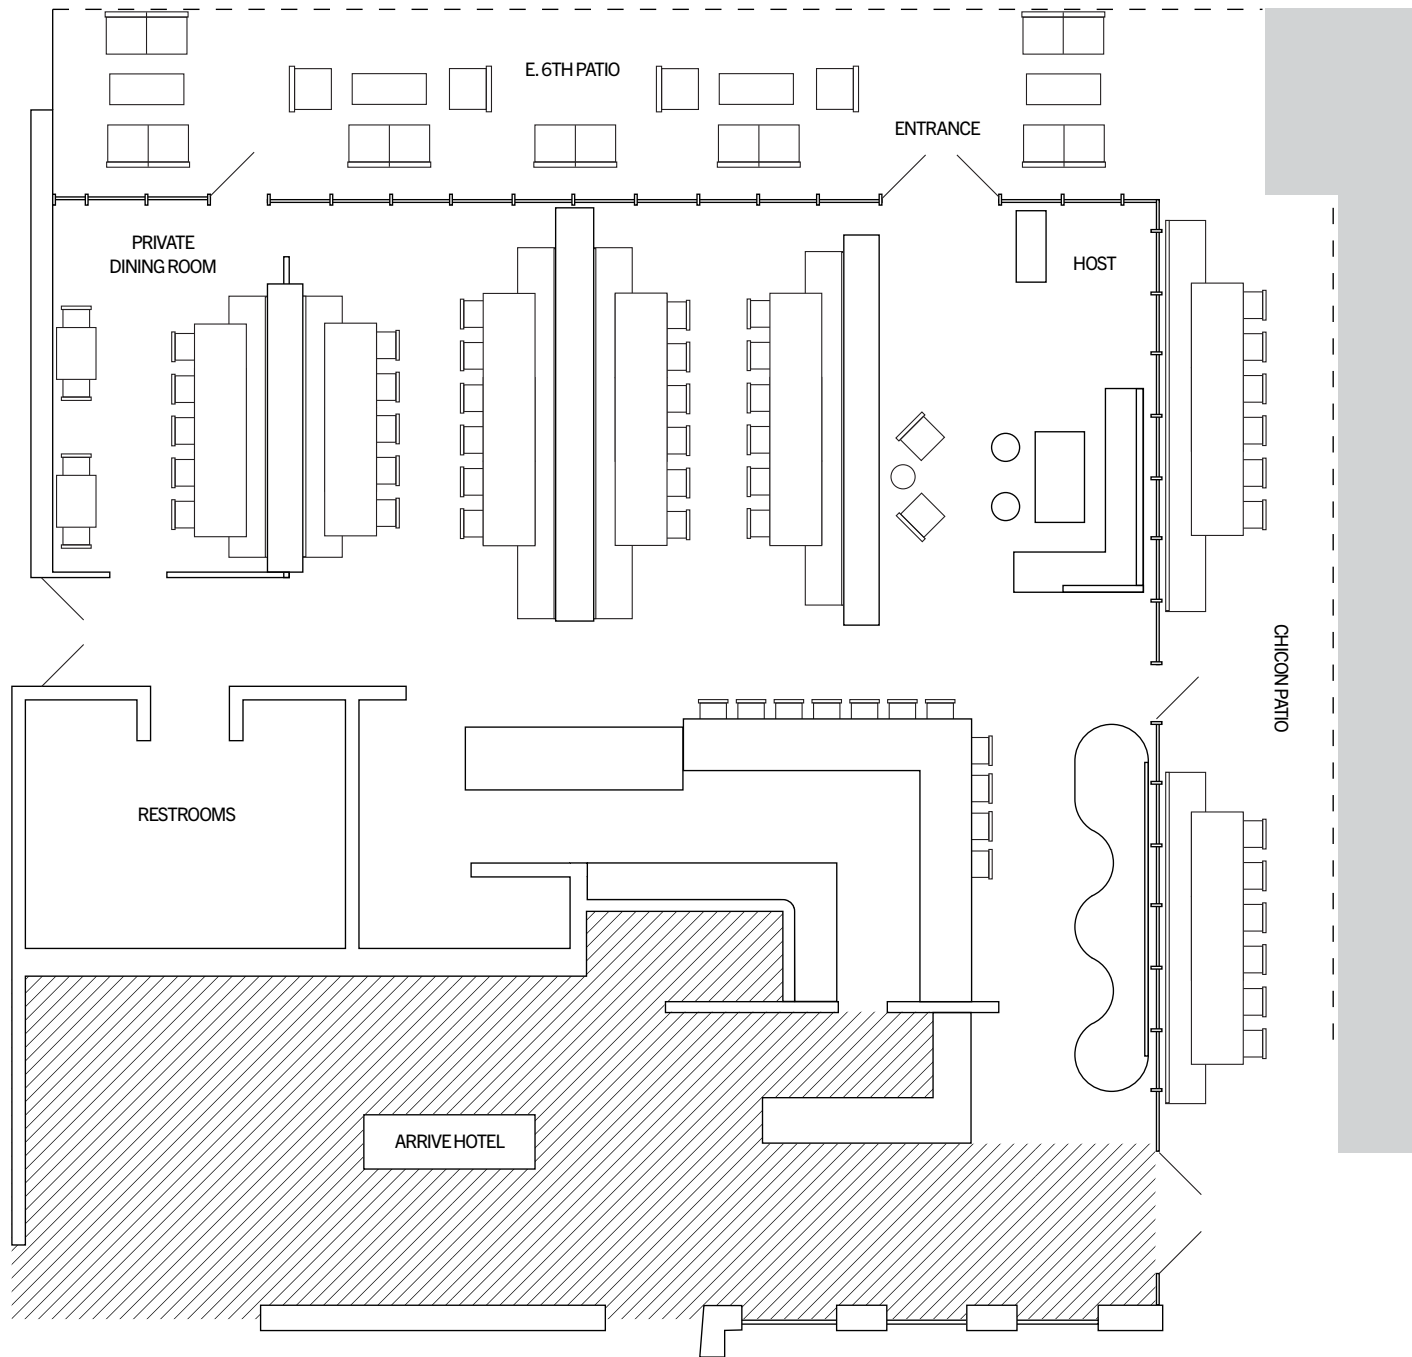 E. 6TH PATIO
ENTRANCE
PRIVATE
DINING ROOM
HOST
CHICON PATIO
RESTROOMS
ARRIVE HOTEL